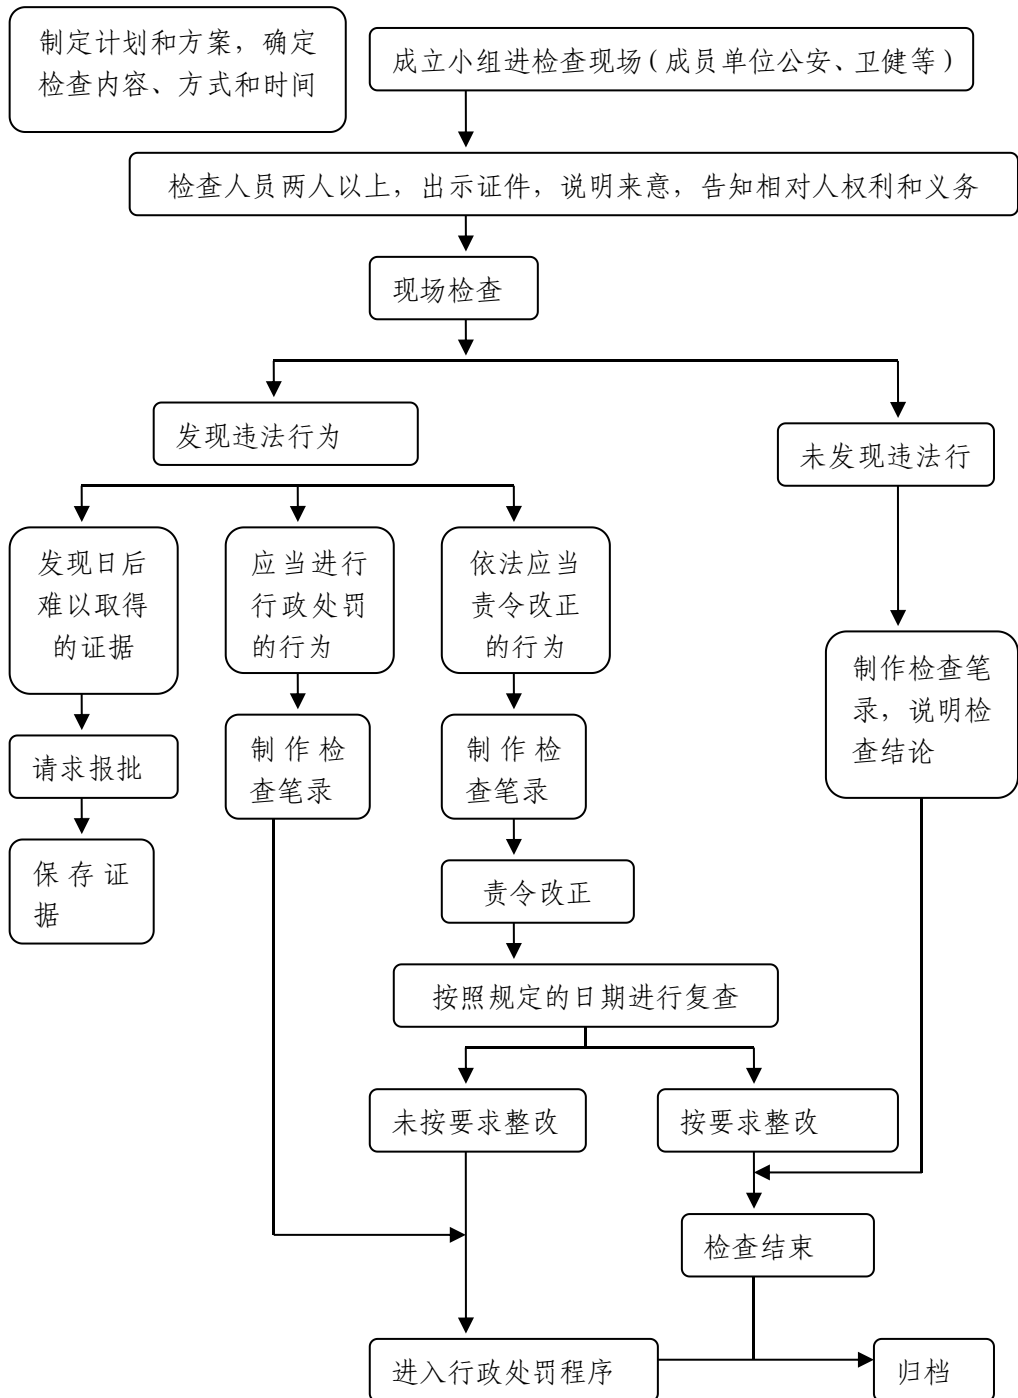 制定计划和方案，确定
检查内容、方式和时间
成立小组进检查现场（成员单位公安、卫健等）
检查人员两人以上，出示证件，说明来意，告知相对人权利和义务
现场检查
发现违法行为
未发现违法行
发现日后
难以取得
的证据
应当进行
行政处罚
的行为
依法应当
责令改正
的行为
制作检查笔
录，说明检
查结论
请求报批
制作检
查笔录
制作检
查笔录
保存证
据
责令改正
按照规定的日期进行复查
未按要求整改
按要求整改
检查结束
进入行政处罚程序
归档